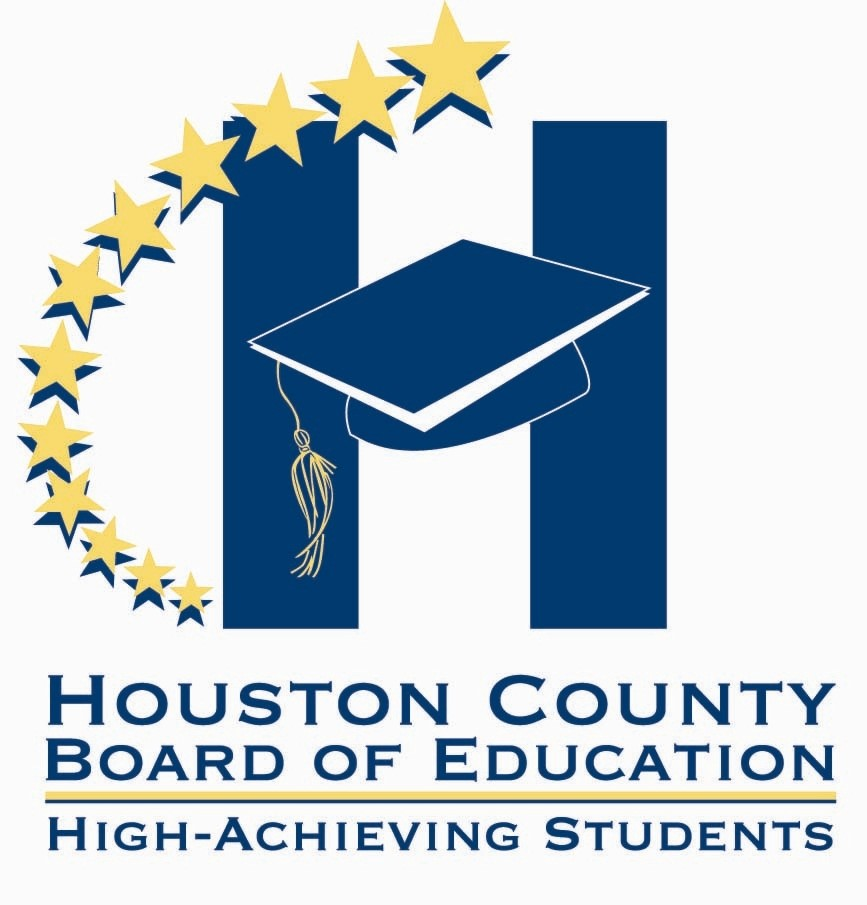 H
HOUSTON COUNTY
BOARD OF EDUCATION
HIGH-ACHIEVING STUDENTS